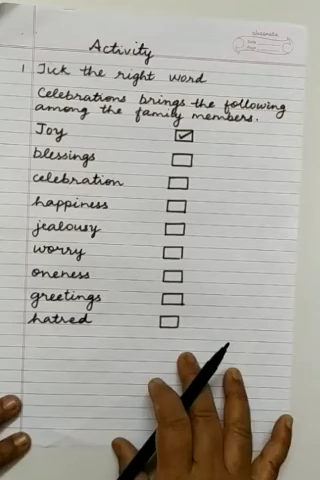 Activity
1 Tick the right word
Celebrations brings the following
among the family members.
Joy
blessings
celebration
happiness
jealousy
worry
oneness
greetings
hatred